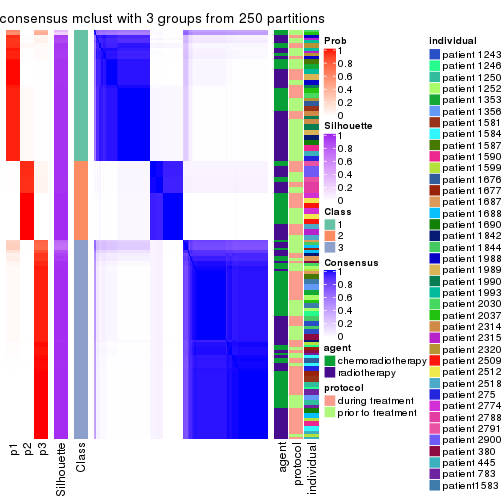 consensus mclust with 3 groups from 250 partitions
Prob
1
0.8
0.6
0.4
0.2
0
Silhouette
1
0.8
0.6
0.4
0.2
0
Class
1
2
3
Consensus
1
0.8
0.6
0.4
0.2
0
agent
chemoradiotherapy
radiotherapy
protocol
during treatment
prior to treatment
individual
patient 1243
patient 1246
patient 1250
patient 1252
patient 1353
patient 1356
patient 1581
patient 1584
patient 1587
patient 1590
patient 1599
patient 1676
patient 1677
patient 1687
patient 1688
patient 1690
patient 1842
patient 1844
patient 1988
patient 1989
patient 1990
patient 1993
patient 2030
patient 2037
patient 2314
patient 2315
patient 2320
patient 2509
patient 2512
patient 2518
patient 275
patient 2774
patient 2788
patient 2791
patient 2900
patient 380
patient 445
patient 783
patient1583
p1
p2
p3
Silhouette
Class
agent
protocol
individual